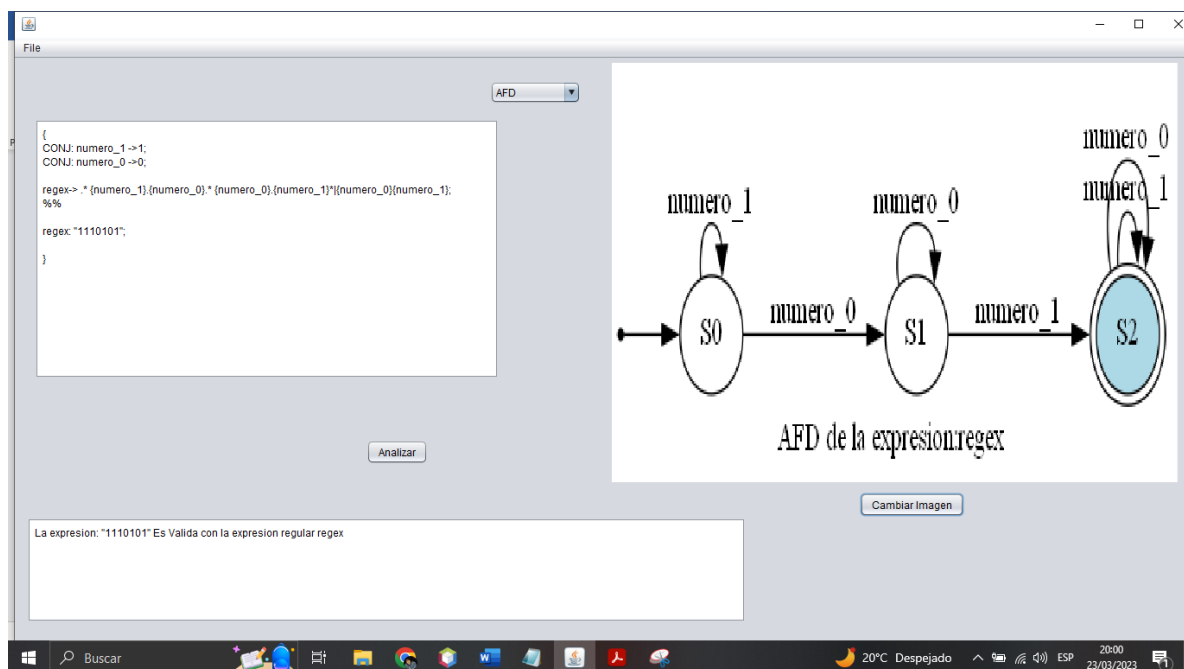 File
AFD
{
CONJ: numero_1 ->1;
CONJ: numero_0 ->0;
regex-> .* {numero_1}.{numero_0}.* {numero_0}.{numero_1}*|{numero_0}{numero_1};
%%
regex: "1110101";
}
Analizar
numero_0
numero_1
numero_1
numero_0
numero_0
numero_1
S0
S1
S2
AFD de la expresion:regex
Cambiar Imagen
La expresion: "1110101" Es Valida con la expresion regular regex
Buscar
20°C Despejado
ESP
20:00
23/03/2023
1